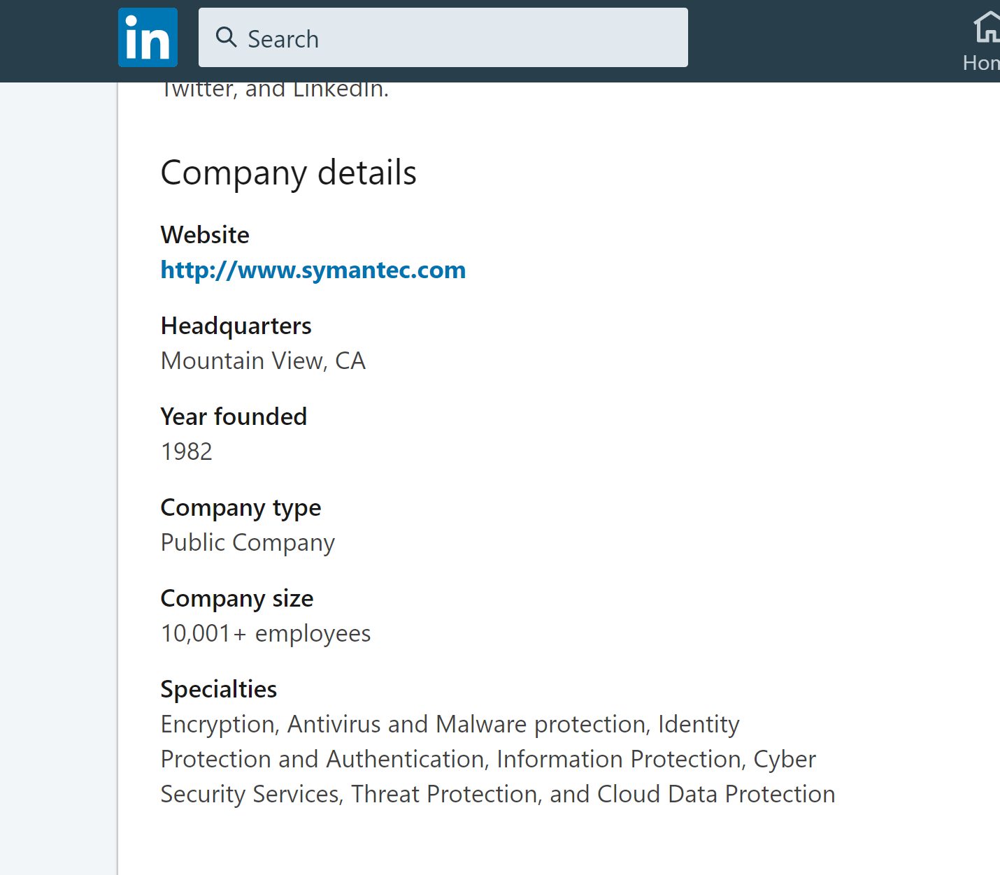 in
Search
Hom
Twitter, and LinkedIn.
Company details
Website
http://www.symantec.com
Headquarters
Mountain View, CA
Year founded
1982
Company type
Public Company
Company size
10,001+ employees
Specialties
Encryption, Antivirus and Malware protection, Identity
Protection and Authentication, Information Protection, Cyber
Security Services, Threat Protection, and Cloud Data Protection